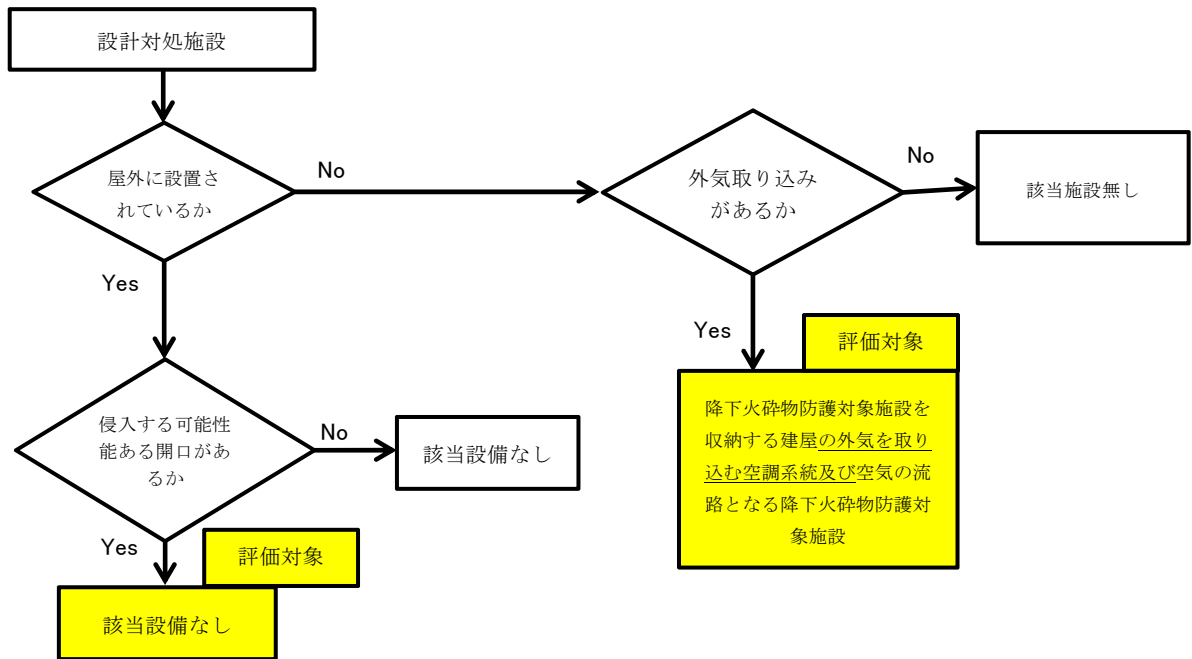 設計対処施設
屋外に設置さ
れているか
No
外気取り込み
があるか
No
該当施設無し
Yes
Yes
評価対象
降下火砕物防護対象施設を
収納する建屋の外気を取り
込む空調系統及び空気の流
路となる降下火砕物防護対
象施設
侵入する可能性
能ある開口があ
るか
No
該当設備なし
Yes
評価対象
該当設備なし